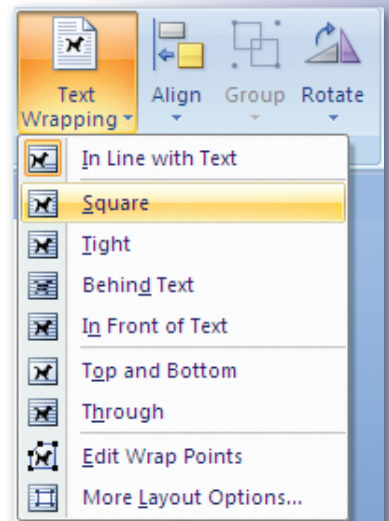 Text Align Group Rotate
Wrapping
In Line with Text
Square
Tight
Behind Text
In Front of Text
Top and Bottom
Through
Edit Wrap Points
More Layout Options...